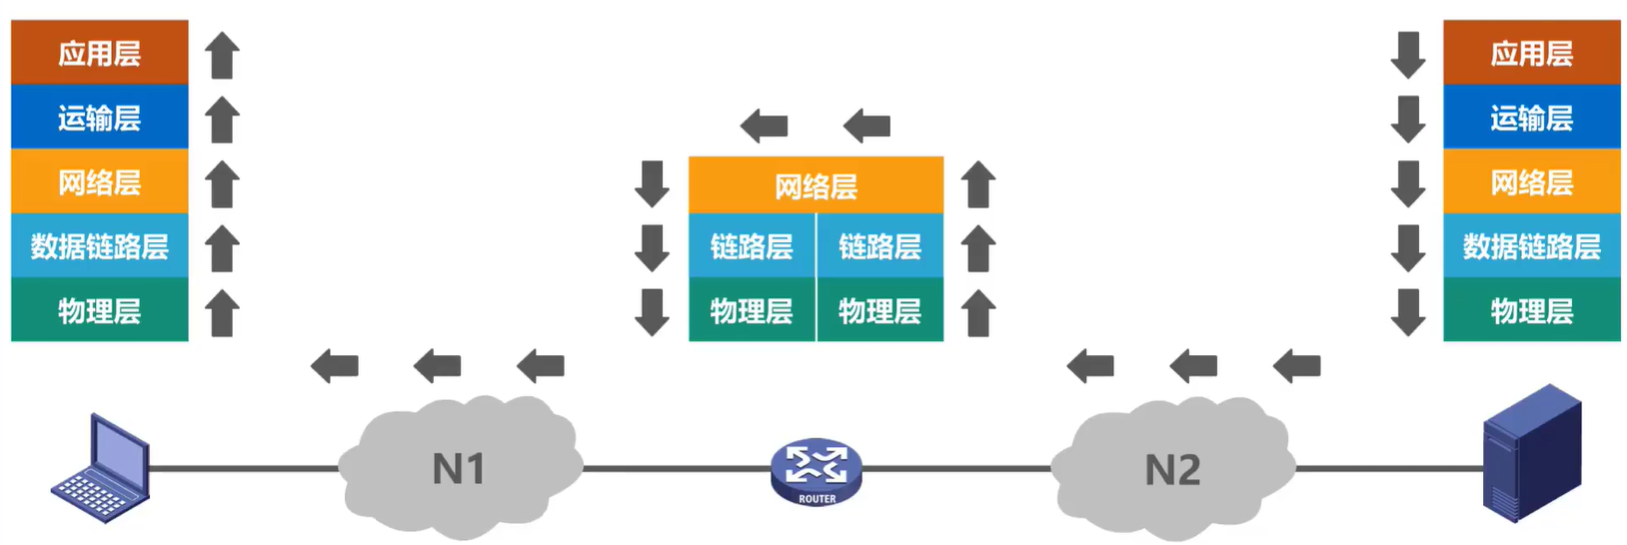 应用层
运输层
网络层
数据链路层
物理层
网络层
链路层 链路层
物理层 物理层
应用层
运输层
网络层
数据链路层
物理层
N1
ROUTER
N2